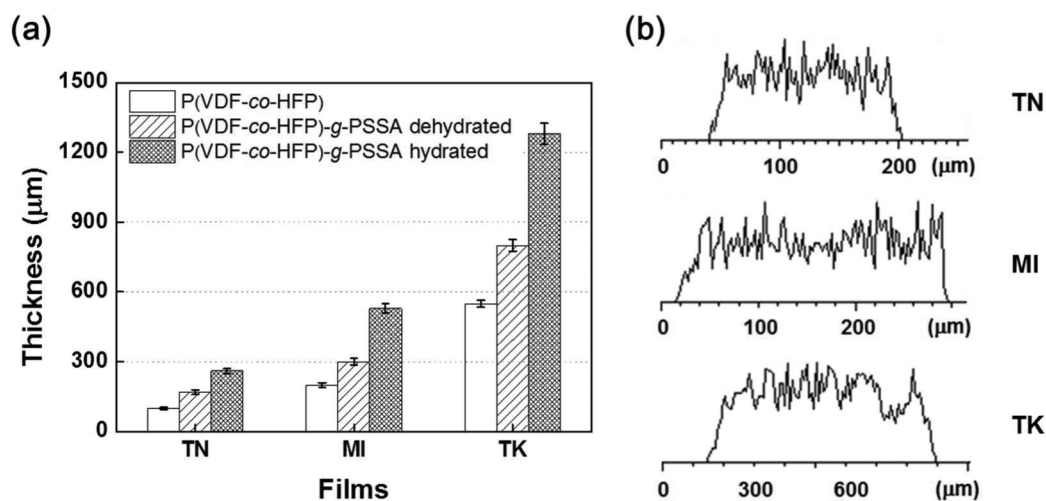 (a)
1500
1200
900
600
300
0
Thickness (μm)
P(VDF-co-HFP)
P(VDF-co-HFP)-g-PSSA dehydrated
P(VDF-co-HFP)-g-PSSA hydrated
TN MI TK
Films
(b)
TN
0 100 200 (μm)
MI
0 100 200 (μm)
TK
0 300 600 (μm)